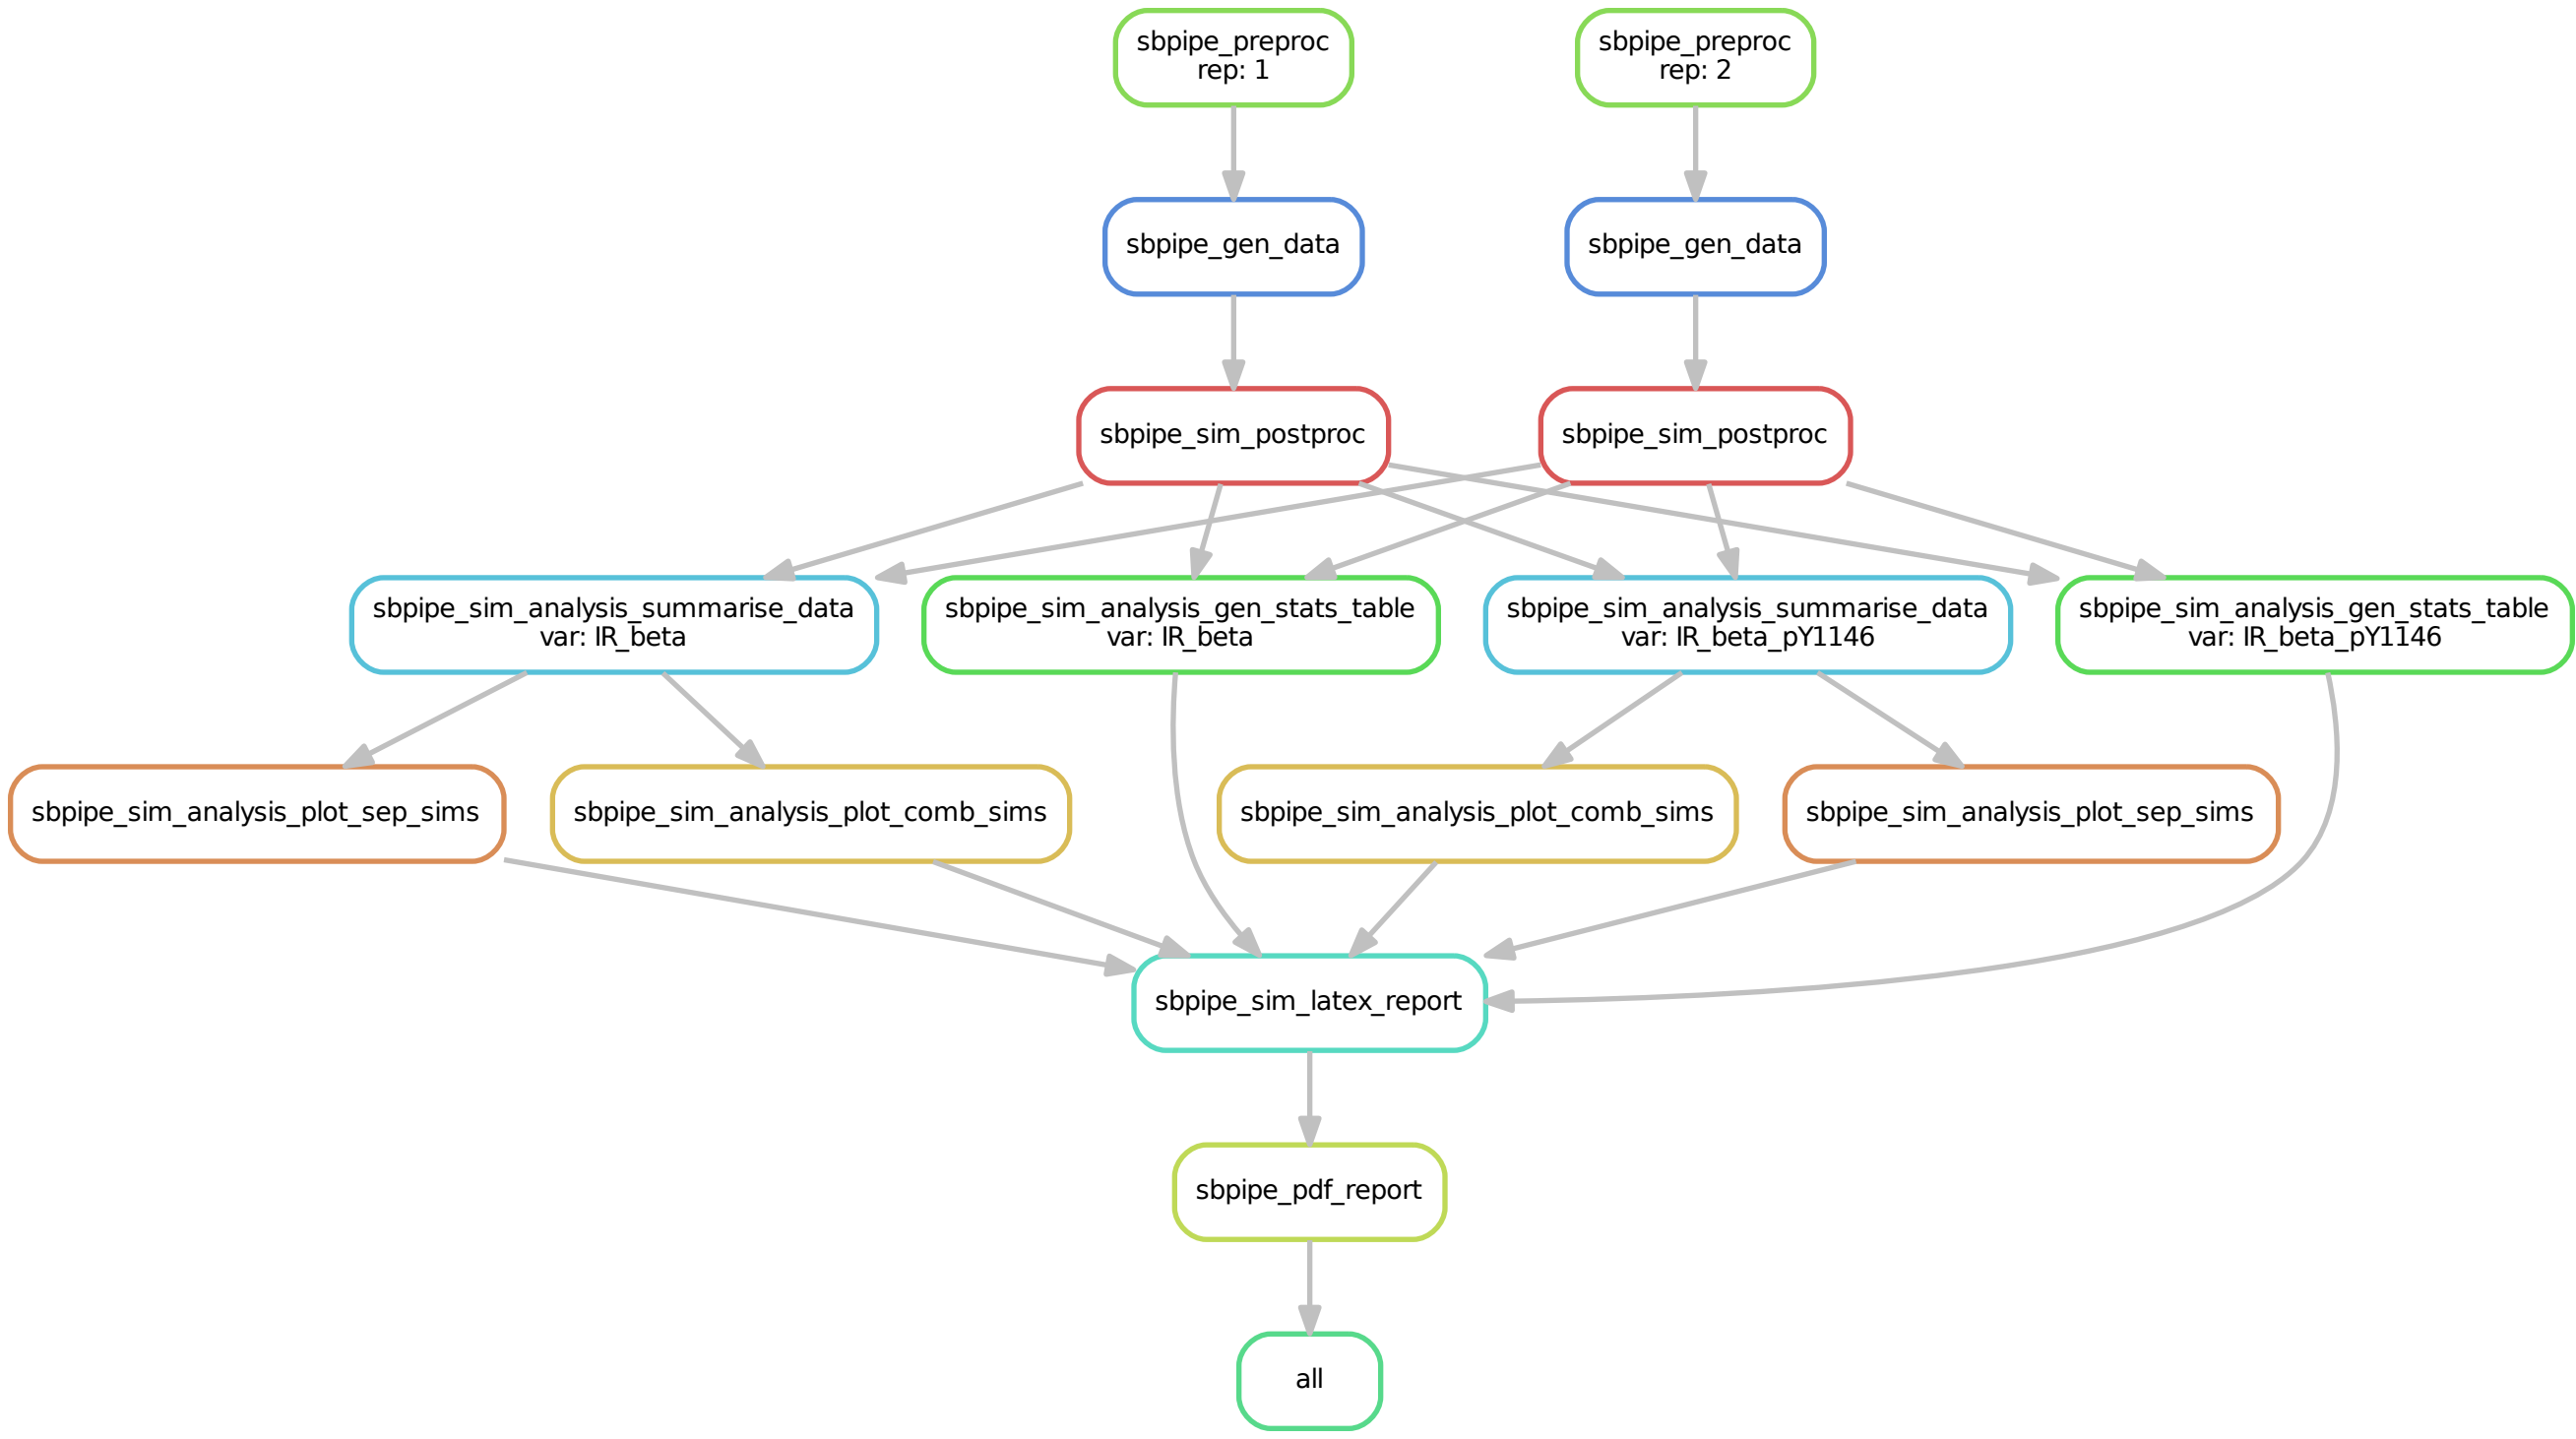 sbpipe_preproc
rep: 1
sbpipe_preproc
rep: 2
sbpipe_gen_data
sbpipe_gen_data
sbpipe_sim_postproc
sbpipe_sim_postproc
sbpipe_sim_analysis_summarise_data
var: IR_beta
sbpipe_sim_analysis_gen_stats_table
var: IR_beta
sbpipe_sim_analysis_summarise_data
var: IR_beta_pY1146
sbpipe_sim_analysis_gen_stats_table
var: IR_beta_pY1146
sbpipe_sim_analysis_plot_sep_sims
sbpipe_sim_analysis_plot_comb_sims
sbpipe_sim_analysis_plot_comb_sims
sbpipe_sim_analysis_plot_sep_sims
sbpipe_sim_latex_report
sbpipe_pdf_report
all